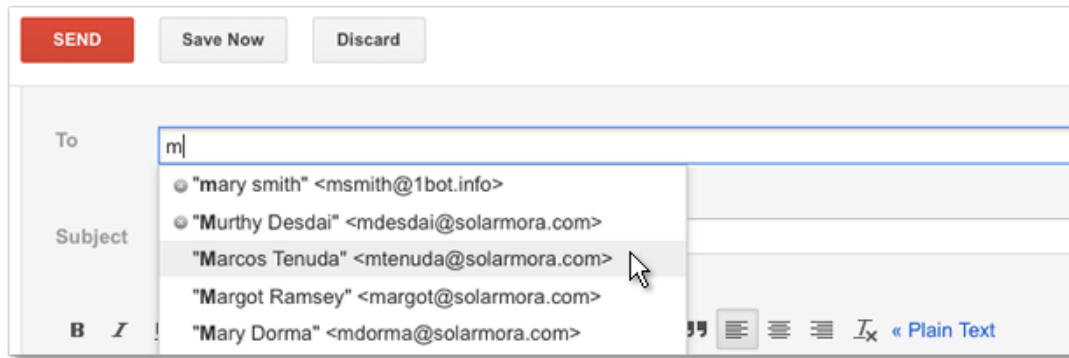 SEND Save Now Discard
To m
"mary smith" <msmith@1bot.info>
"Murthy Desdai" <mdesdai@solarmora.com>
Subject
"Marcos Tenuda" <mtenuda@solarmora.com>
"Margot Ramsey" <margot@solarmora.com>
B I "Mary Dorma" <mdorma@solarmora.com> « Plain Text